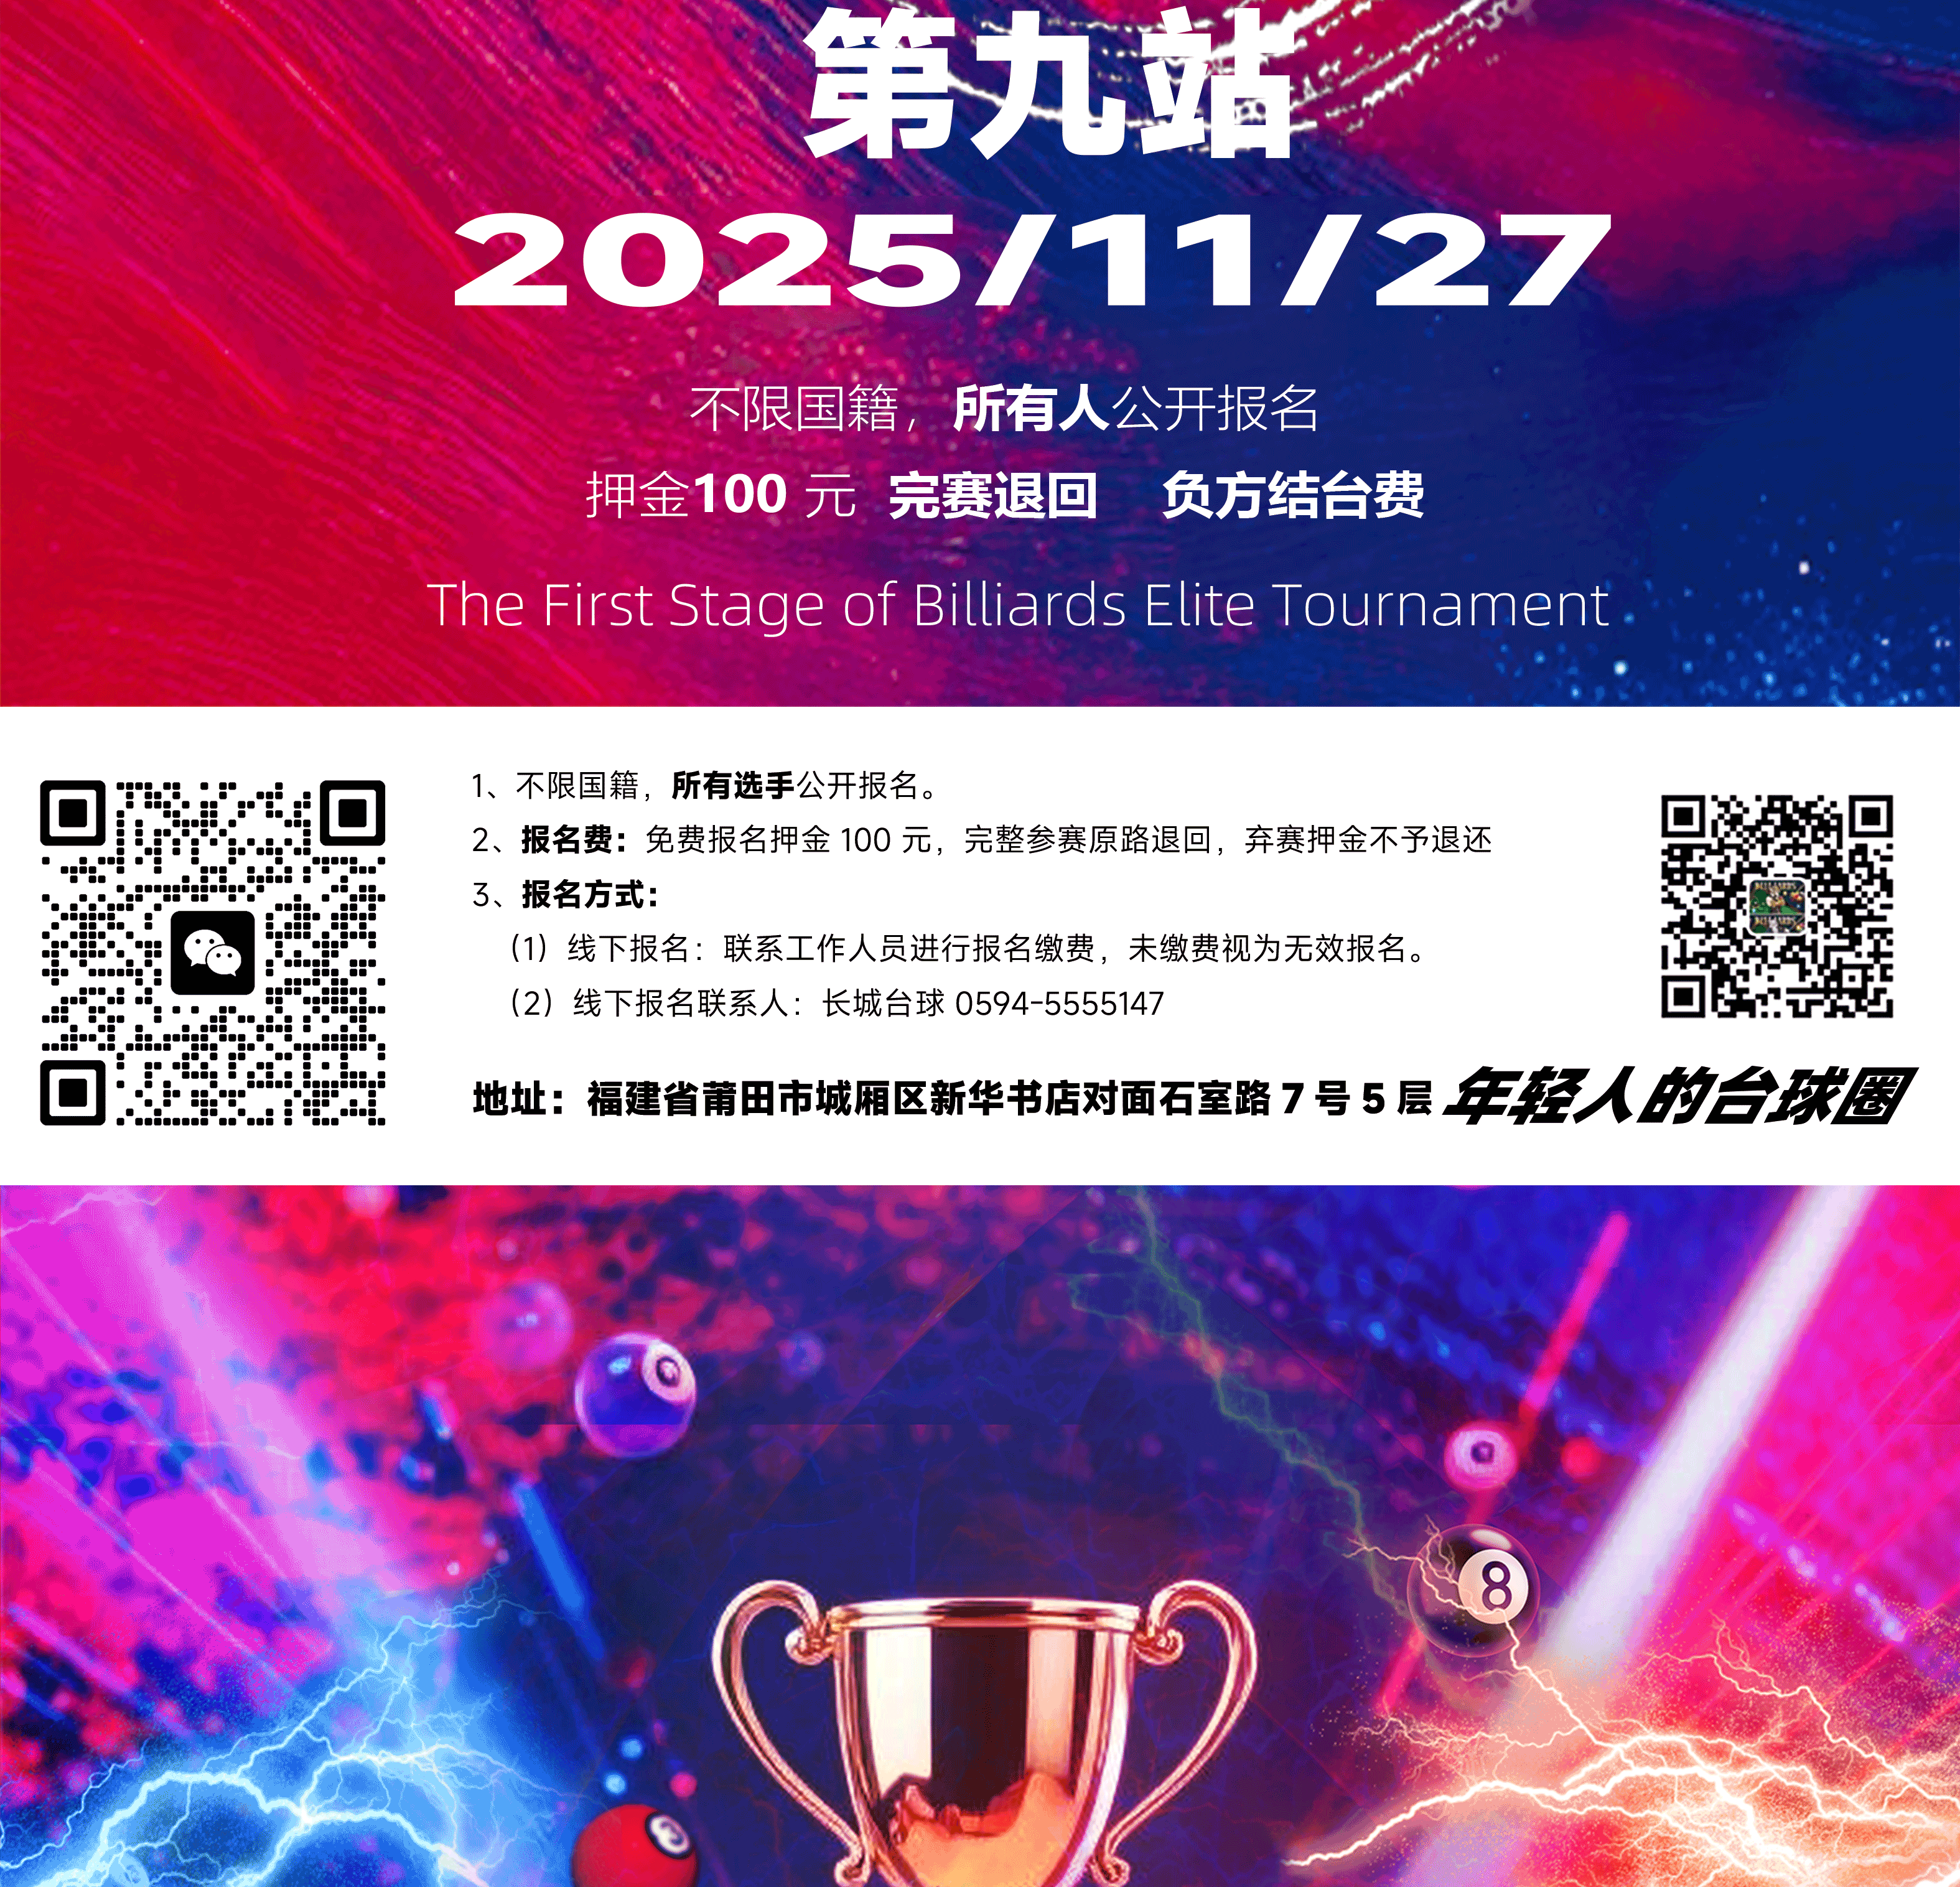 第九站
2025/11/27
不限国籍，所有人公开报名
押金100 元 完赛退回 负方结台费
The First Stage of Billiards Elite Tournament
1、不限国籍，所有选手公开报名。
2、报名费：免费报名押金 100 元，完整参赛原路退回，弃赛押金不予退还
3、报名方式：
（1）线下报名：联系工作人员进行报名缴费，未缴费视为无效报名。
（2）线下报名联系人：长城台球 0594-5555147
地址：福建省莆田市城厢区新华书店对面石室路 7 号 5 层
年轻人的台球圈
8